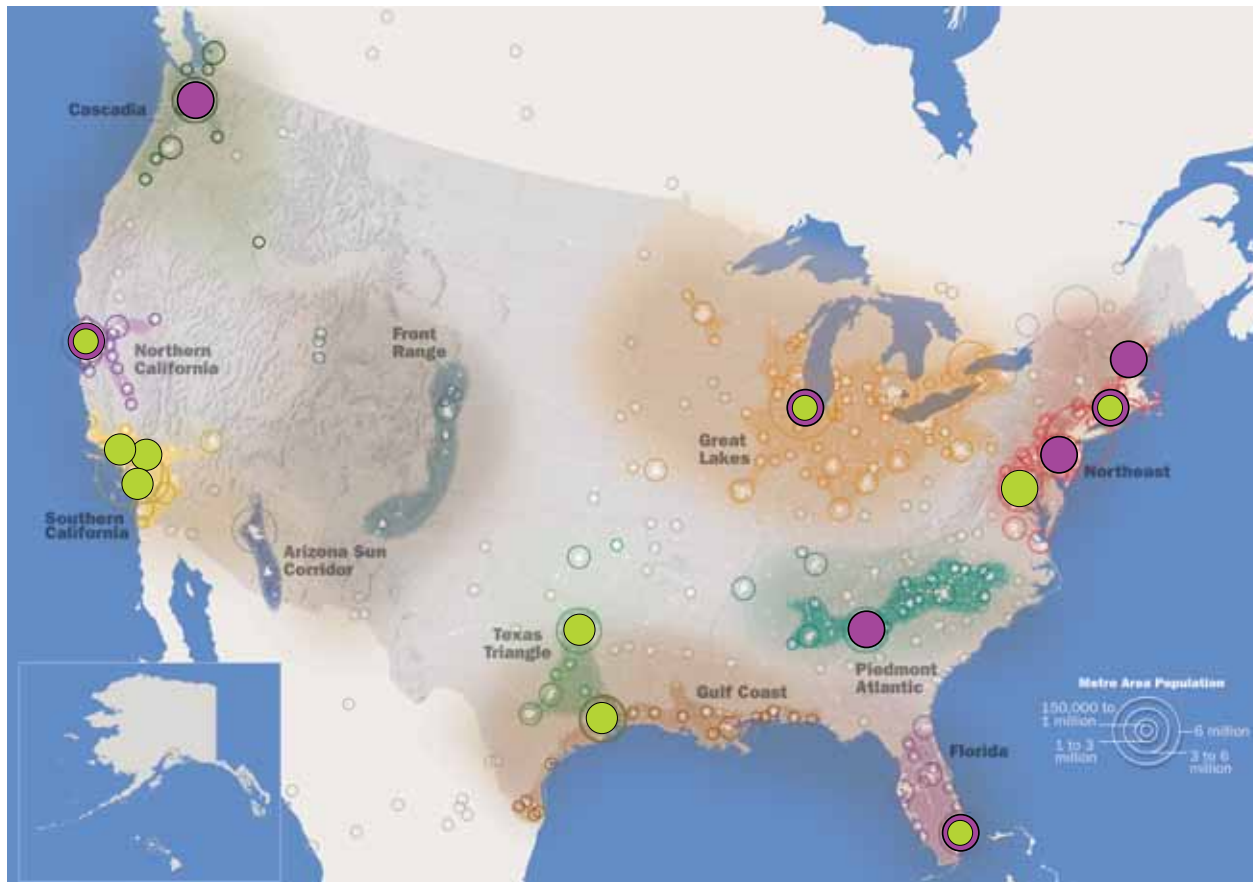 Cascadia
Northern
California
Front
Range
Great
Lakes
Northeast
Southern
California
Arizona Sun
Corridor
Texas
Triangle
Gulf Coast
Piedmont
Atlantic
Florida
Metro Area Population
150,000 to
1 million
6 million
1 to 3
million
3 to 6
million